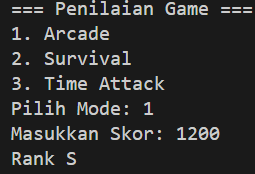 === Penilaian Game ===
1. Arcade
2. Survival
3. Time Attack
Pilih Mode: 1
Masukkan Skor: 1200
Rank S